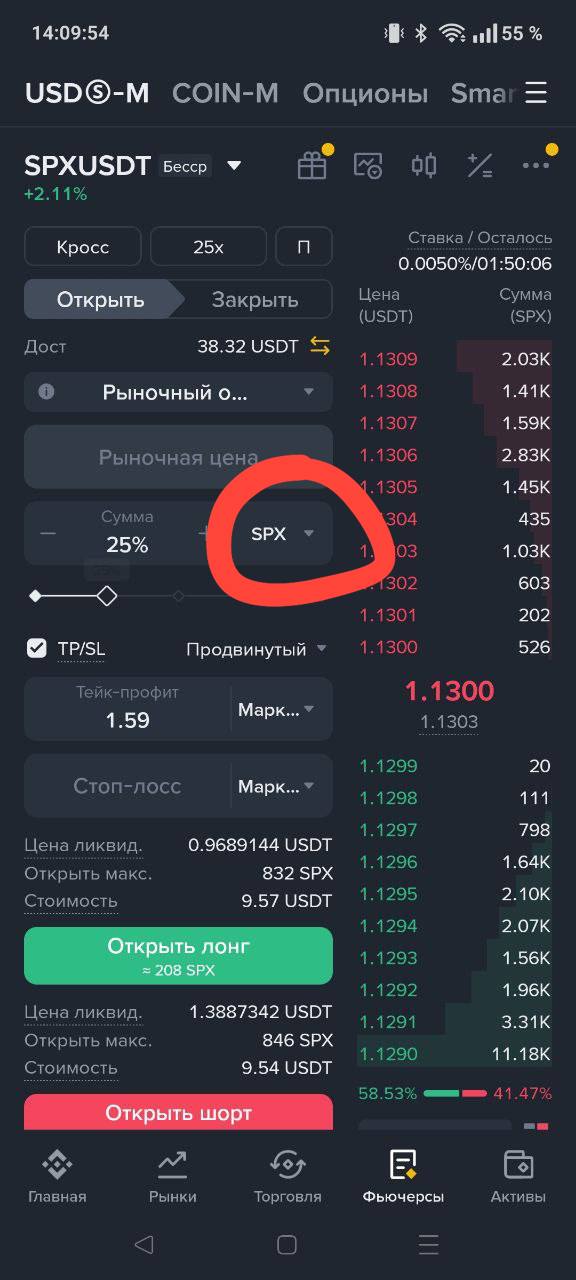 14:09:54
55 %
USDⓈ-M COIN-M Опционы Smar
SPXUSDT Бесср
+2.11%
Кросс 25x П
Ставка / Осталось
0.0050%/01:50:06
Открыть Закрыть
Цена Сумма
(USDT) (SPX)
Дост 38.32 USDT
Рыночный о...
Рыночная цена
Сумма
25%
SPX
TP/SL Продвинутый
Тейк-профит
1.59
Марк...
Стоп-лосс Марк...
Цена ликвид. 0.9689144 USDT
Открыть макс. 832 SPX
Стоимость 9.57 USDT
Открыть лонг
≈ 208 SPX
Цена ликвид. 1.3887342 USDT
Открыть макс. 846 SPX
Стоимость 9.54 USDT
Открыть шорт
1.1309 2.03K
1.1308 1.41K
1.1307 1.59K
1.1306 2.83K
1.1305 1.45K
304 435
03 1.03K
1302 603
1.1301 202
1.1300 526
1.1300
1.1303
1.1299 20
1.1298 111
1.1297 798
1.1296 1.64K
1.1295 2.10K
1.1294 2.07K
1.1293 1.56K
1.1292 1.96K
1.1291 3.31K
1.1290 11.18K
58.53% 41.47%
Главная Рынки Торговля Фьючерсы Активы